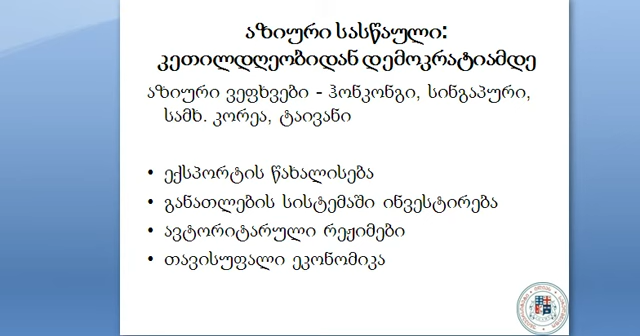 აზიური სასწაული:
კეთილდღეობიდან დემოკრატიამდე
აზიური ვეფხვები - ჰონკონგი, სინგაპური,
სამხ. კორეა, ტაივანი
• ექსპორტის წახალისება
• განათლების სისტემაში ინვესტირება
• ავტორიტარული რეჟიმები
• თავისუფალი ეკონომიკა